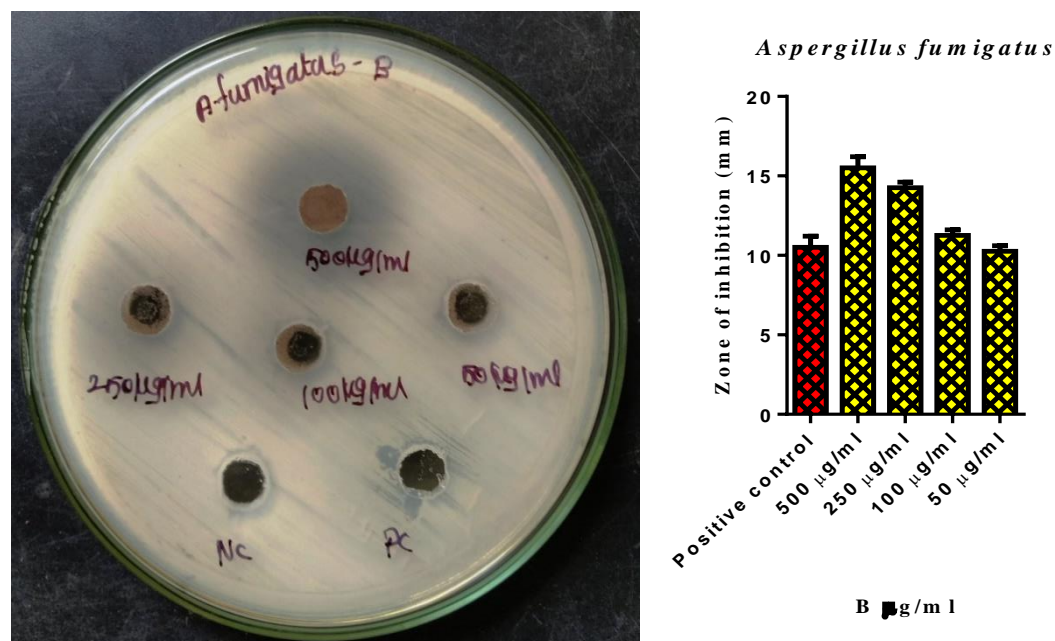 A-fumigatus - B
500µg/ml
250µg/ml
100µg/ml
50µg/ml
NC
PC
Aspergillus fumigatus
Zone of inhibition (mm)
20
15
10
5
0
Positive control
500 µg/ml
250 µg/ml
100 µg/ml
50 µg/ml
B µg/ml